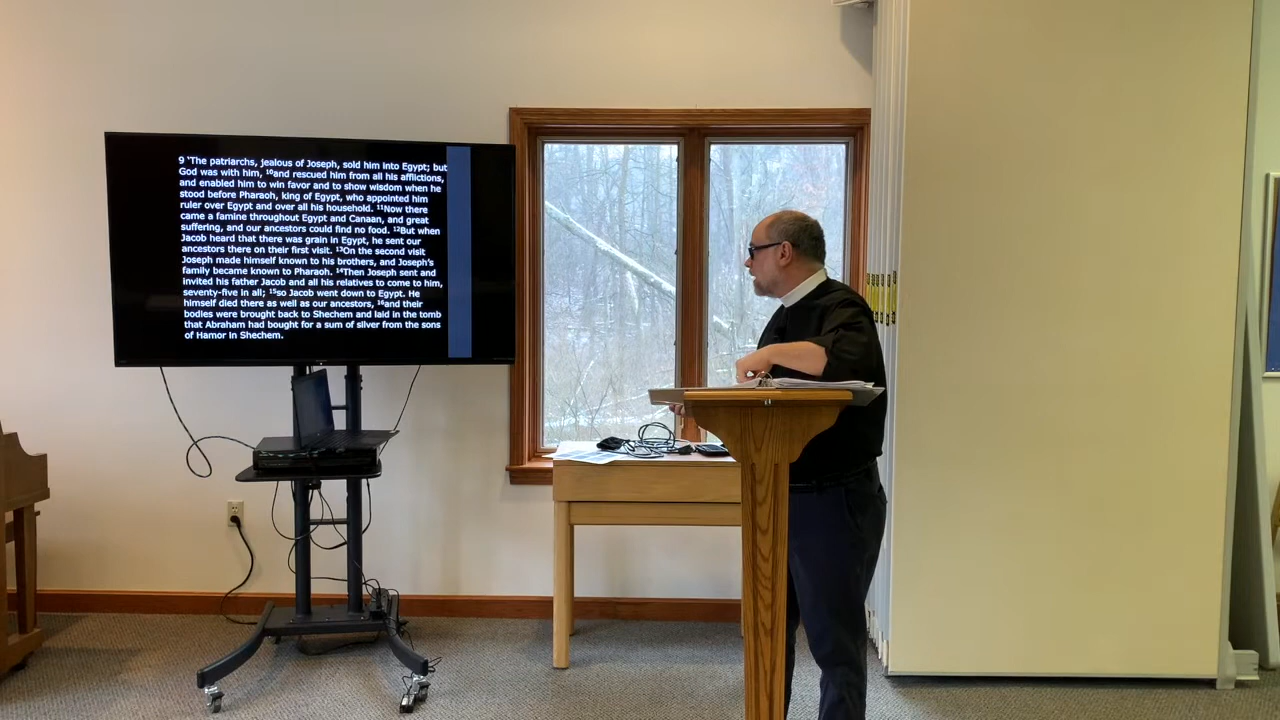 9 ‘The patriarchs, jealous of Joseph, sold him into Egypt; but
God was with him, ¹⁰and rescued him from all his afflictions,
and enabled him to win favor and to show wisdom when he
stood before Pharaoh, king of Egypt, who appointed him
ruler over Egypt and over all his household. ¹¹Now there
came a famine throughout Egypt and Canaan, and great
suffering, and our ancestors could find no food. ¹²But when
Jacob heard that there was grain in Egypt, he sent our
ancestors there on their first visit. ¹³On the second visit
Joseph made himself known to his brothers, and Joseph’s
family became known to Pharaoh. ¹⁴Then Joseph sent and
invited his father Jacob and all his relatives to come to him,
seventy-five in all; ¹⁵so Jacob went down to Egypt. He
himself died there as well as our ancestors, ¹⁶and their
bodies were brought back to Shechem and laid in the tomb
that Abraham had bought for a sum of silver from the sons
of Hamor in Shechem.